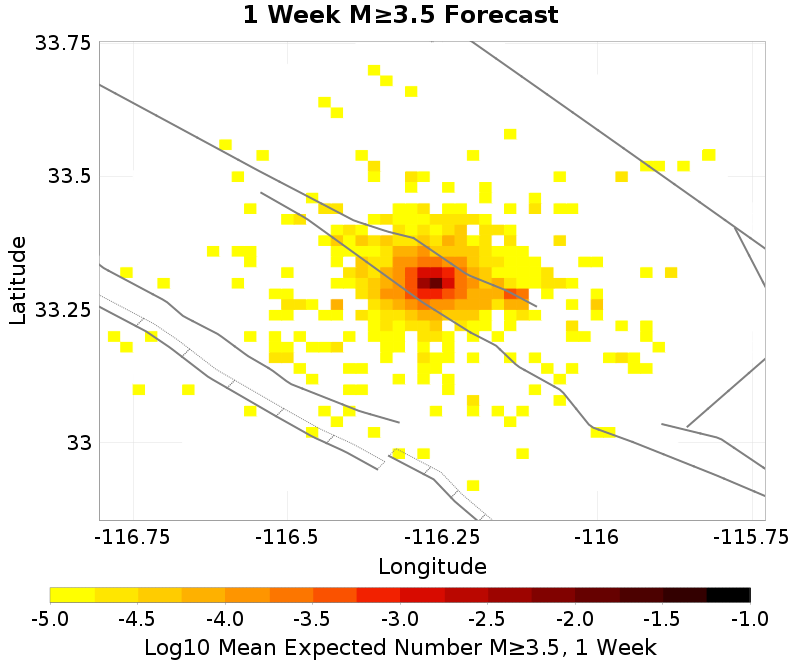 1 Week M≥3.5 Forecast
33.75
33.5
33.25
33
Latitude
-116.75 -116.5 -116.25 -116 -115.75
Longitude
-5.0 -4.5 -4.0 -3.5 -3.0 -2.5 -2.0 -1.5 -1.0
Log10 Mean Expected Number M≥3.5, 1 Week